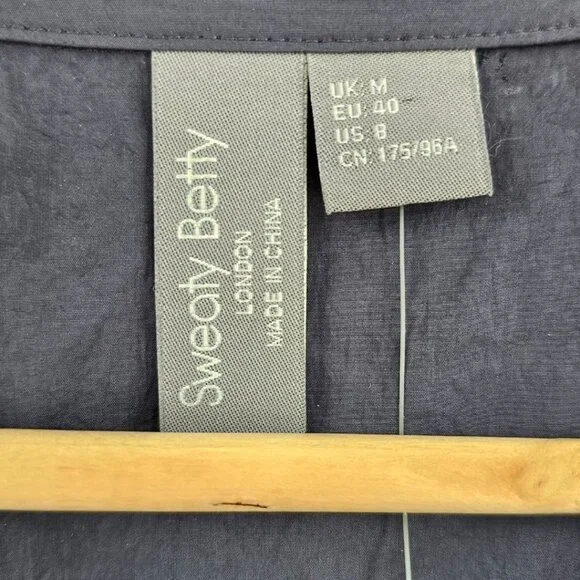 Sweaty Betty
LONDON
MADE IN CHINA
UK: M
EU: 40
US: 8
CN: 175/96A